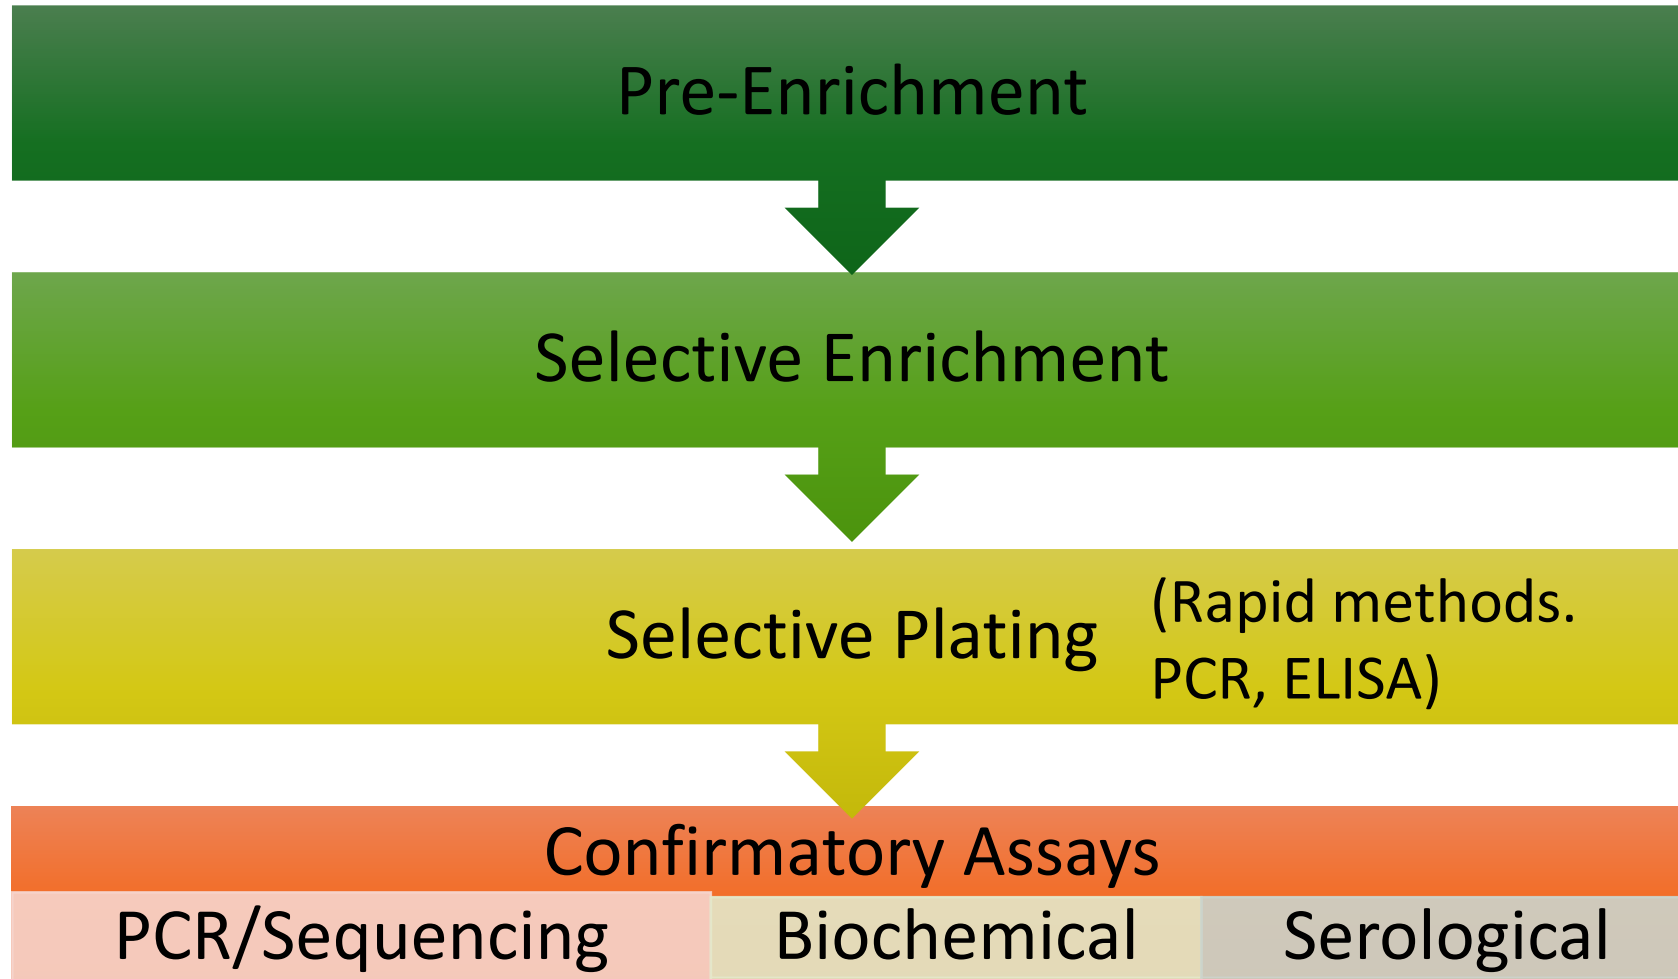 Pre-Enrichment
Selective Enrichment
Selective Plating
(Rapid methods.
PCR, ELISA)
Confirmatory Assays
PCR/Sequencing
Biochemical
Serological